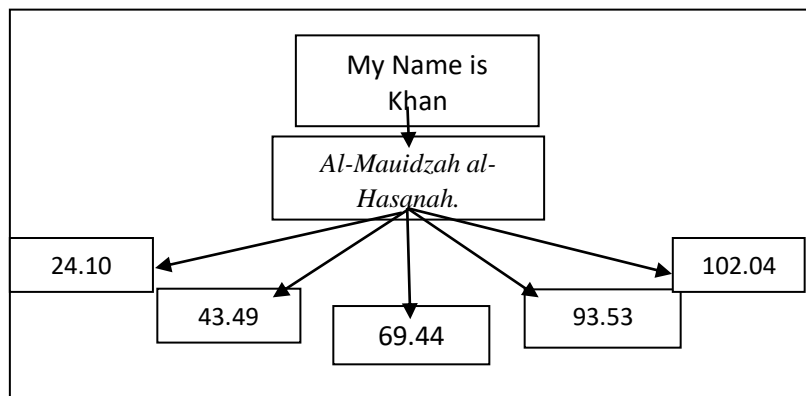 My Name is
Khan
Al-Mauidzah al-
Hasanah.
24.10
102.04
43.49
93.53
69.44